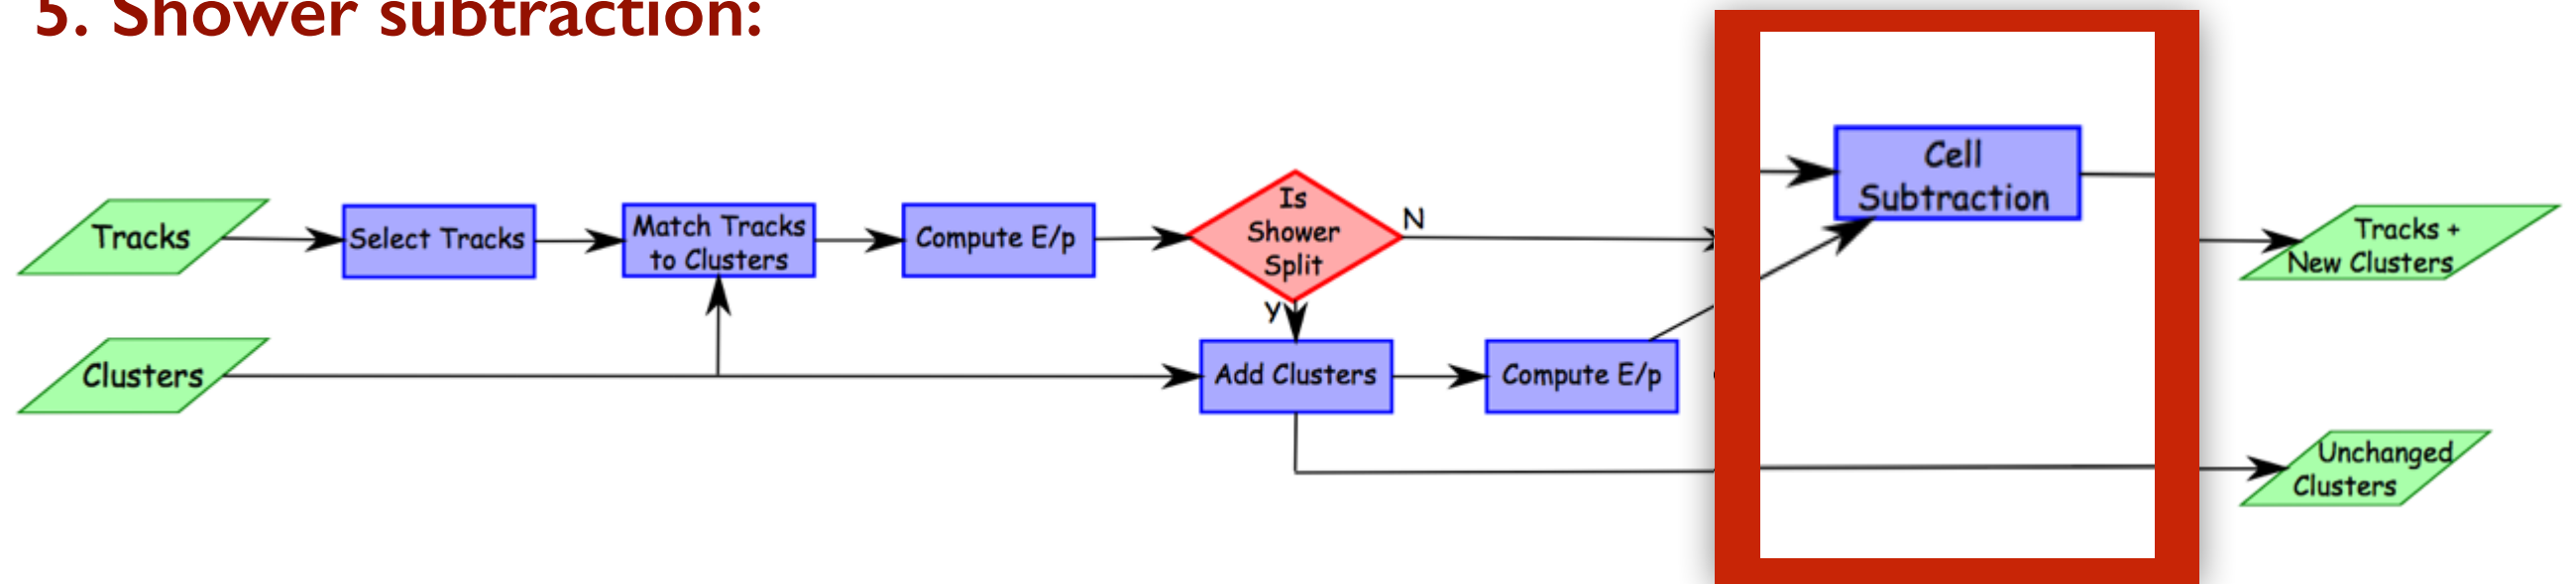 5. Shower subtraction:
Tracks
Select Tracks
Match Tracks
to Clusters
Compute E/p
Is
Shower
Split
N
Y
Cell
Subtraction
Tracks +
New Clusters
Clusters
Add Clusters
Compute E/p
Unchanged
Clusters